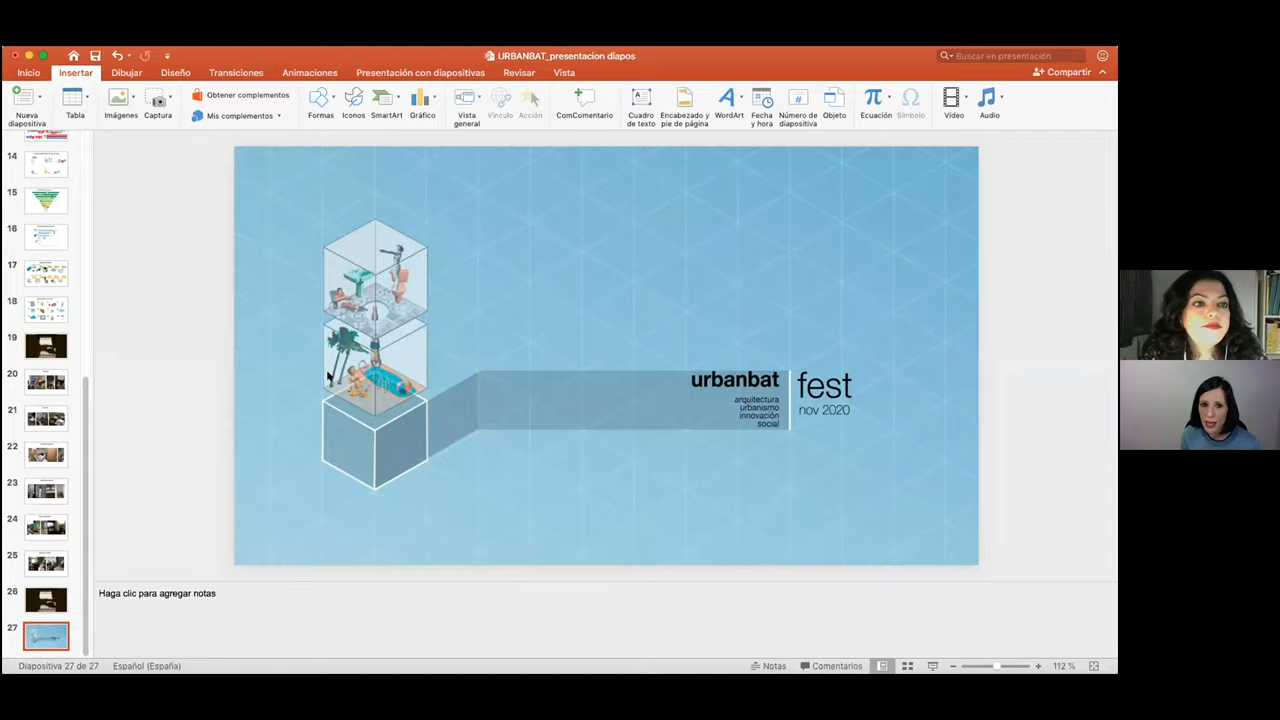 URBANBAT_presentacion diapos
Buscar en presentación
Inicio
Insertar
Dibujar
Diseño
Transiciones
Animaciones
Presentación con diapositivas
Revisar
Vista
Compartir
Nueva
diapositiva
Tabla
Imágenes
Captura
Obtener complementos
Mis complementos
Formas
Iconos
SmartArt
Gráfico
Vista
general
Vínculo
Acción
ComComentario
Cuadro
de texto
Encabezado y
pie de página
WordArt
Fecha
y hora
Número de
diapositiva
Objeto
Ecuación
Símbolo
Vídeo
Audio
14
15
16
17
18
19
20
21
22
23
24
25
26
27
urbanbat
arquitectura
urbanismo
innovación
social
fest
nov 2020
Haga clic para agregar notas
Diapositiva 27 de 27
Español (España)
Notas
Comentarios
112 %